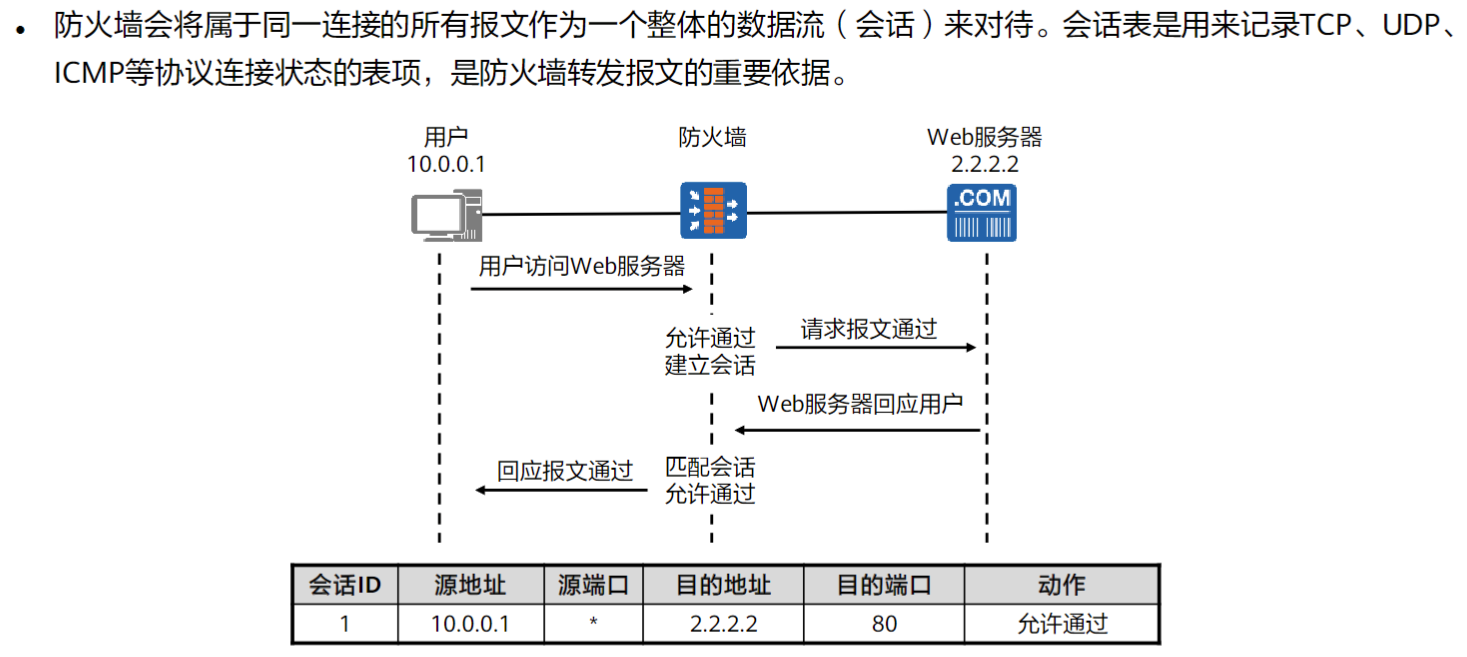 • 防火墙会将属于同一连接的所有报文作为一个整体的数据流（会话）来对待。会话表是用来记录TCP、UDP、
ICMP等协议连接状态的表项，是防火墙转发报文的重要依据。
用户 防火墙 Web服务器
10.0.0.1 2.2.2.2
.COM
用户访问Web服务器
允许通过 请求报文通过
建立会话
Web服务器回应用户
回应报文通过 匹配会话
允许通过
会话ID 源地址 源端口 目的地址 目的端口 动作
1 10.0.0.1 * 2.2.2.2 80 允许通过